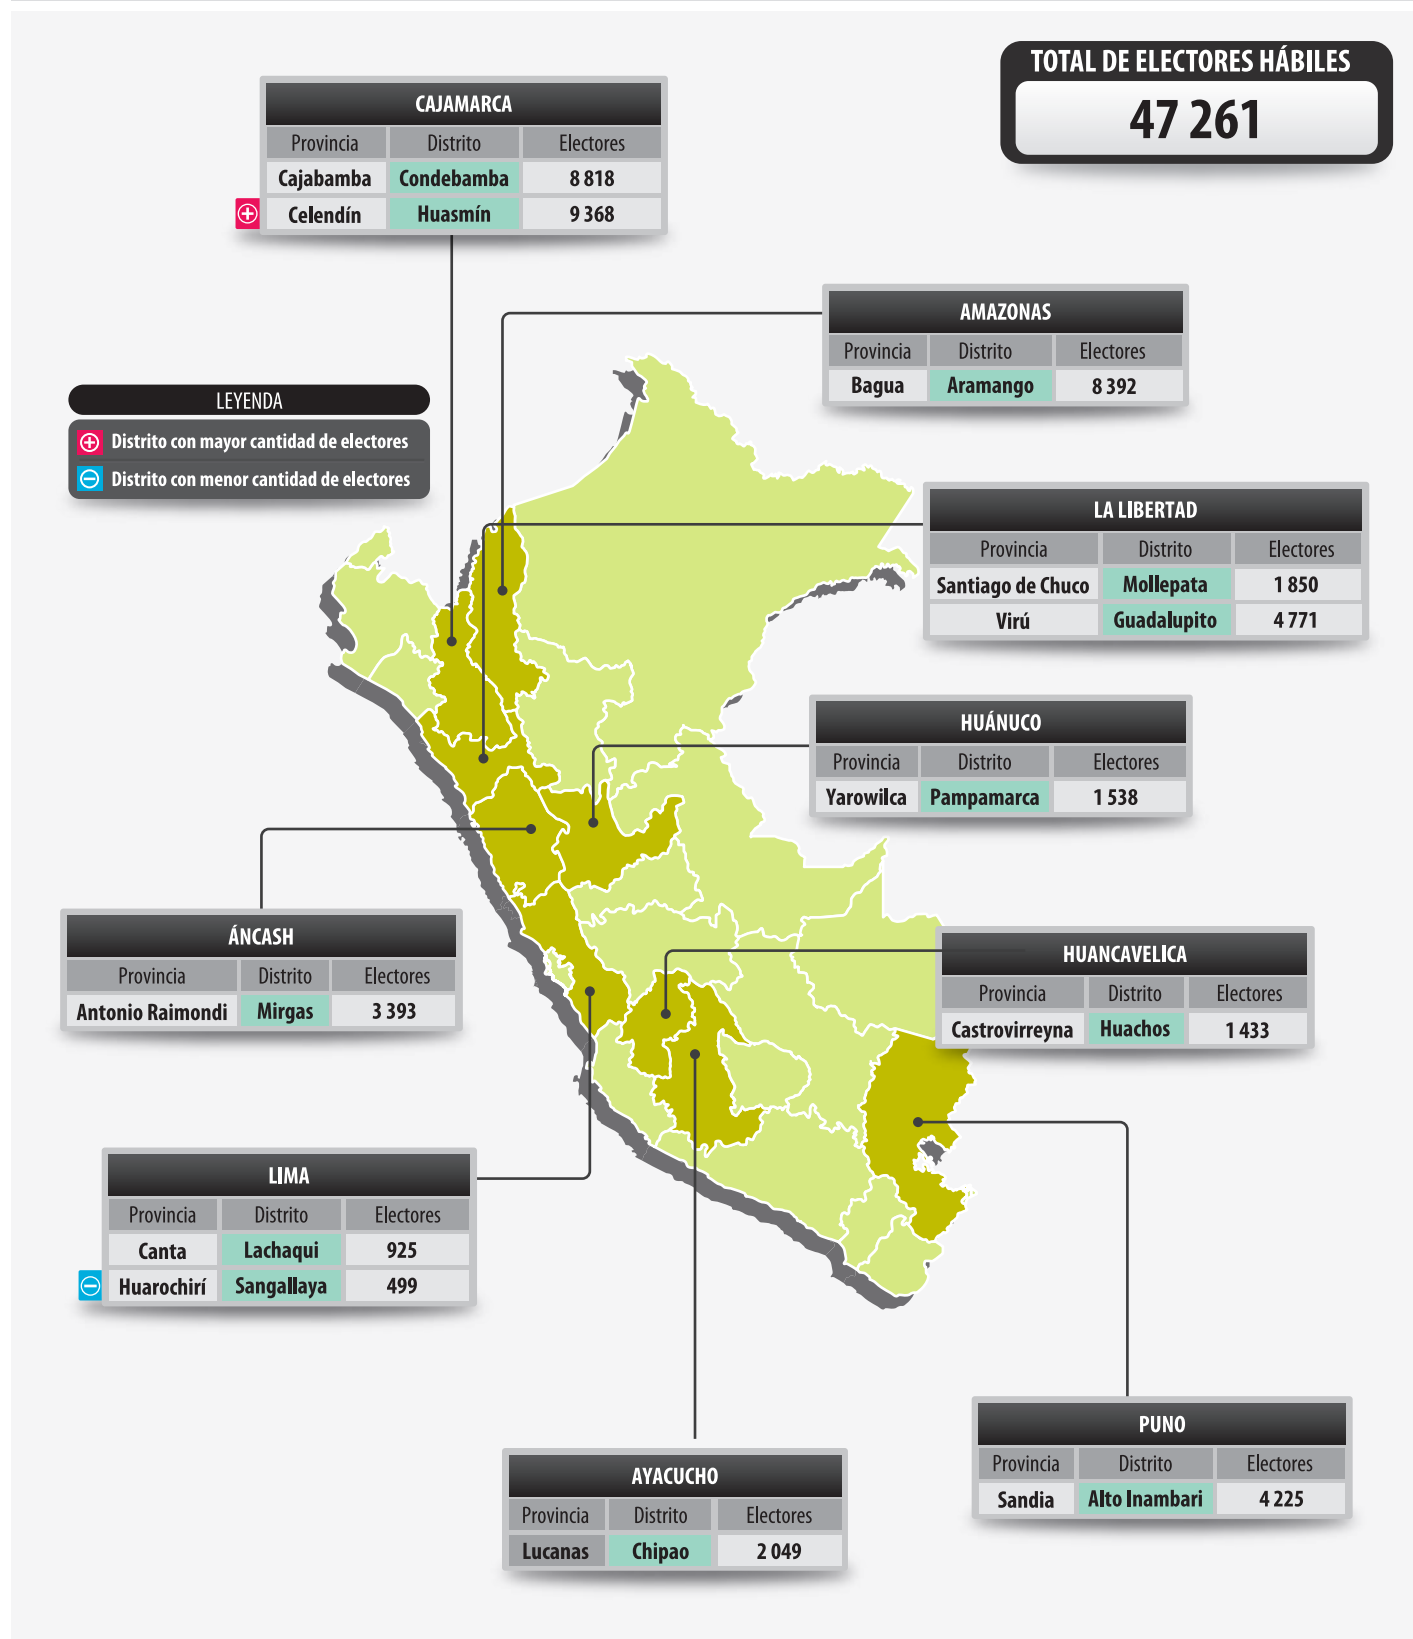 TOTAL DE ELECTORES HÁBILES
47 261
CAJAMARCA
Provincia Distrito Electores
Cajabamba Condebamba 8 818
Celendín Huasmín 9 368
AMAZONAS
Provincia Distrito Electores
Bagua Aramango 8 392
LEYENDA
Distrito con mayor cantidad de electores
Distrito con menor cantidad de electores
LA LIBERTAD
Provincia Distrito Electores
Santiago de Chuco Mollepata 1 850
Virú Guadalupito 4 771
HUÁNUCO
Provincia Distrito Electores
Yarowilca Pampamarca 1 538
ÁNCASH
Provincia Distrito Electores
Antonio Raimondi Mirgas 3 393
HUANCAVELICA
Provincia Distrito Electores
Castrovirreyna Huachos 1 433
LIMA
Provincia Distrito Electores
Canta Lachaqui 925
Huarochirí Sangallaya 499
PUNO
Provincia Distrito Electores
Sandia Alto Inambari 4 225
AYACUCHO
Provincia Distrito Electores
Lucanas Chipao 2 049